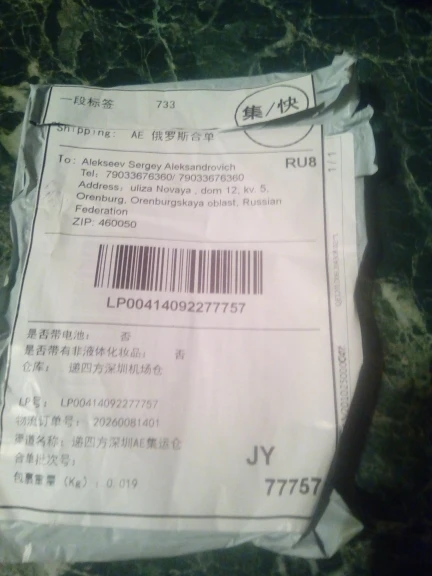 一段标签 733
集/快
Shipping: AE 俄罗斯合单
To: Alekseev Sergey Aleksandrovich
RU8
Tel: 79033676360/ 79033676360
Address: uliza Novaya , dom 12, kv. 5,
Orenburg, Orenburgskaya oblast, Russian
Federation
ZIP: 460050
1 / 1
LP00414092277757
是否带电池: 否
是否带有非液体化妆品: 否
仓库: 递四方深圳机场仓
LP号: LP00414092277757
物流订单号: 20260081401
渠道名称: 递四方深圳AE集运仓
合单批次号:
包裹重量 (Kg): 0.019
JY
77757